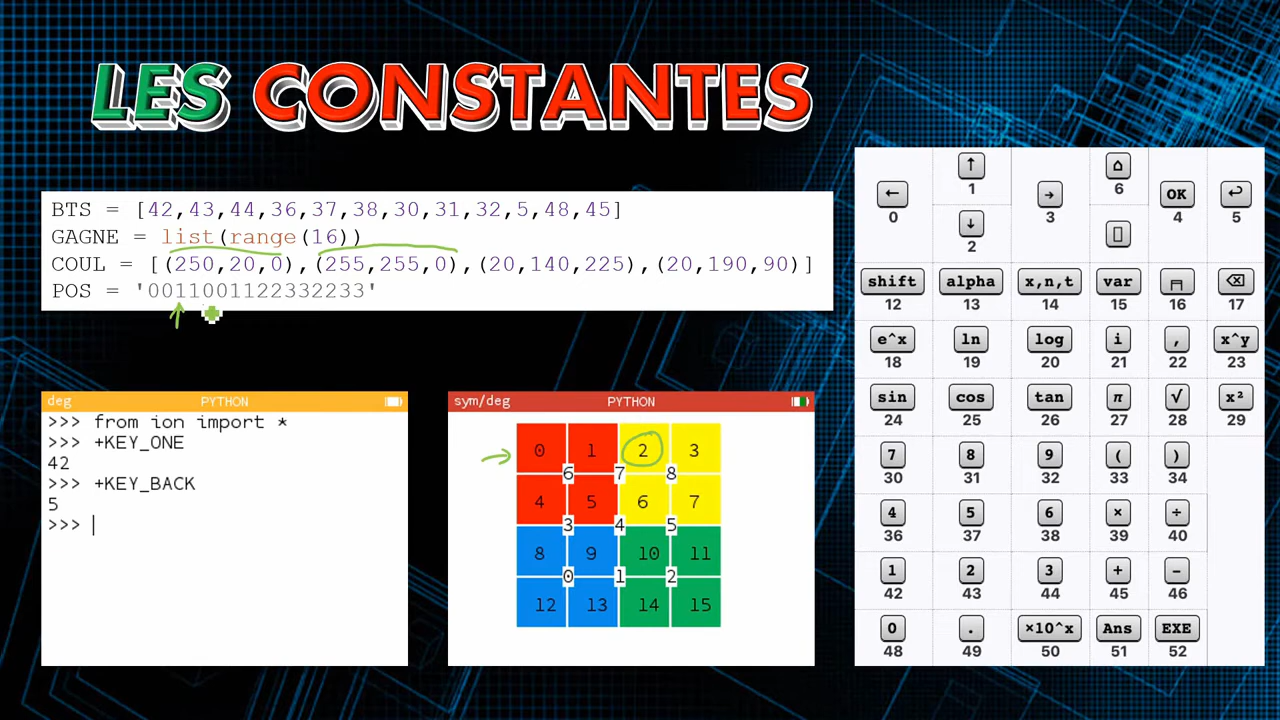 LES CONSTANTES
BTS = [42,43,44,36,37,38,30,31,32,5,48,45]
GAGNE = list(range(16))
COUL = [(250,20,0),(255,255,0),(20,140,225),(20,190,90)]
POS = '0011001122332233'
deg PYTHON
>>> from ion import *
>>> +KEY_ONE
42
>>> +KEY_BACK
5
>>>
sym/deg PYTHON
0 1 2 3
6 7 8
4 5 6 7
3 4 5
8 9 10 11
0 1 2
12 13 14 15
← ↑ ↓ → ⌂ OK ↩
0 1 2 3 6 4 5
shift alpha x,n,t var ⌫
12 13 14 15 16 17
e^x ln log i , x^y
18 19 20 21 22 23
sin cos tan π √ x²
24 25 26 27 28 29
7 8 9 ( )
30 31 32 33 34
4 5 6 × ÷
36 37 38 39 40
1 2 3 + −
42 43 44 45 46
0 . ×10^x Ans EXE
48 49 50 51 52